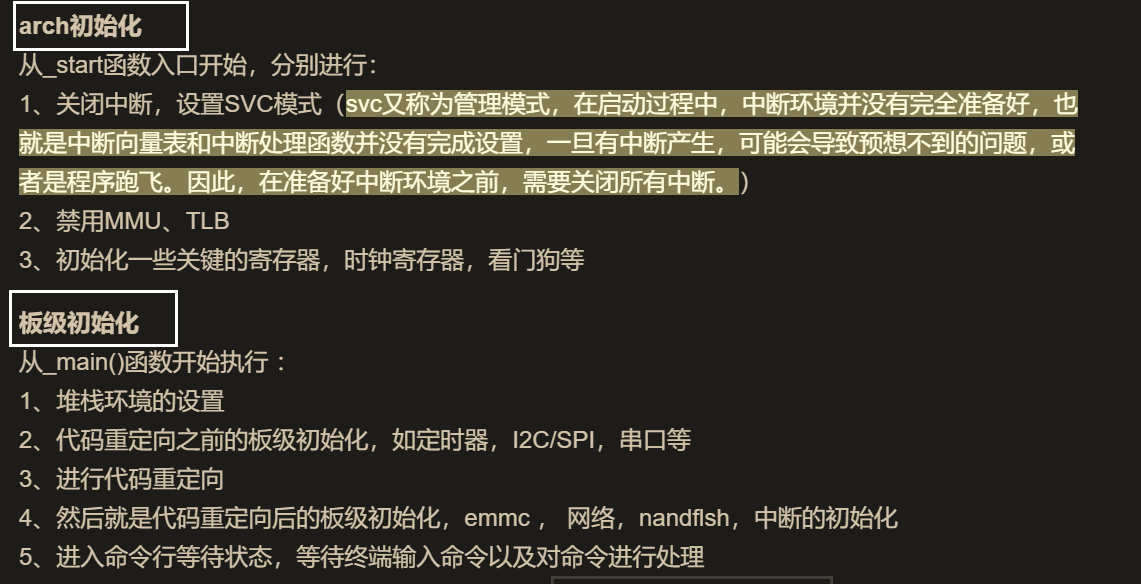 arch初始化
从_start函数入口开始，分别进行：
1、关闭中断，设置SVC模式（svc又称为管理模式，在启动过程中，中断环境并没有完全准备好，也
就是中断向量表和中断处理函数并没有完成设置，一旦有中断产生，可能会导致预想不到的问题，或
者是程序跑飞。因此，在准备好中断环境之前，需要关闭所有中断。）
2、禁用MMU、TLB
3、初始化一些关键的寄存器，时钟寄存器，看门狗等
板级初始化
从_main()函数开始执行 ：
1、堆栈环境的设置
2、代码重定向之前的板级初始化，如定时器，I2C/SPI，串口等
3、进行代码重定向
4、然后就是代码重定向后的板级初始化，emmc ， 网络，nandflsh，中断的初始化
5、进入命令行等待状态，等待终端输入命令以及对命令进行处理